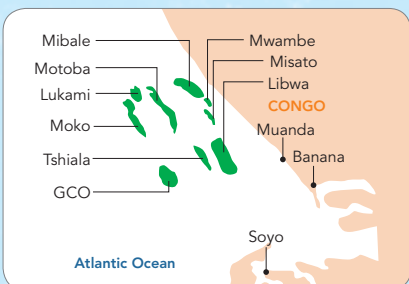 Mibale
Mwambe
Motoba
Misato
Lukami
Libwa
CONGO
Moko
Muanda
Tshiala
Banana
GCO
Soyo
Atlantic Ocean